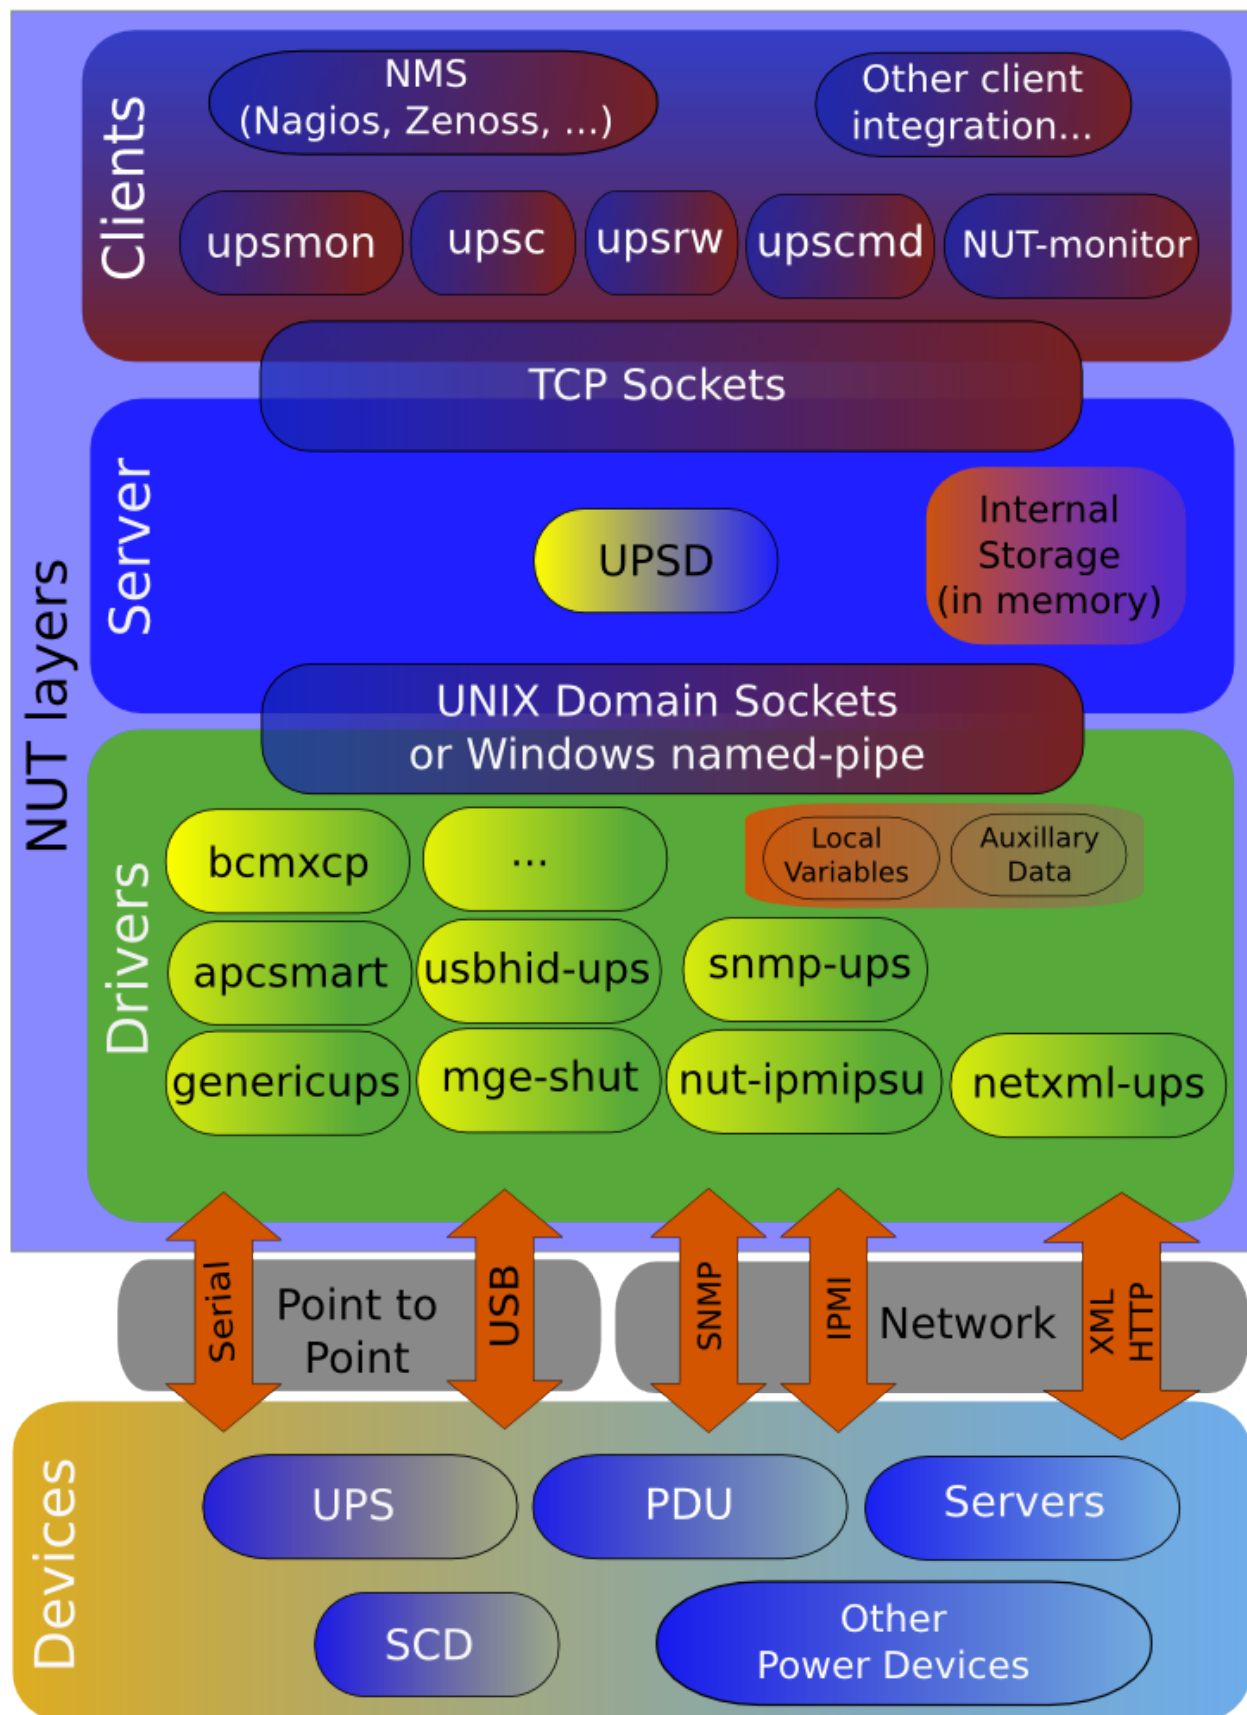 NUT layers
Clients
NMS
(Nagios, Zenoss, ...)
Other client
integration...
upsmon
upsc
upsrw
upscmd
NUT-monitor
TCP Sockets
Server
UPSD
Internal
Storage
(in memory)
UNIX Domain Sockets
or Windows named-pipe
Drivers
bcmxcp
...
Local
Variables
Auxillary
Data
apcsmart
usbhid-ups
snmp-ups
genericups
mge-shut
nut-ipmipsu
netxml-ups
Serial
Point to
Point
USB
SNMP
IPMI
Network
XML
HTTP
Devices
UPS
PDU
Servers
SCD
Other
Power Devices